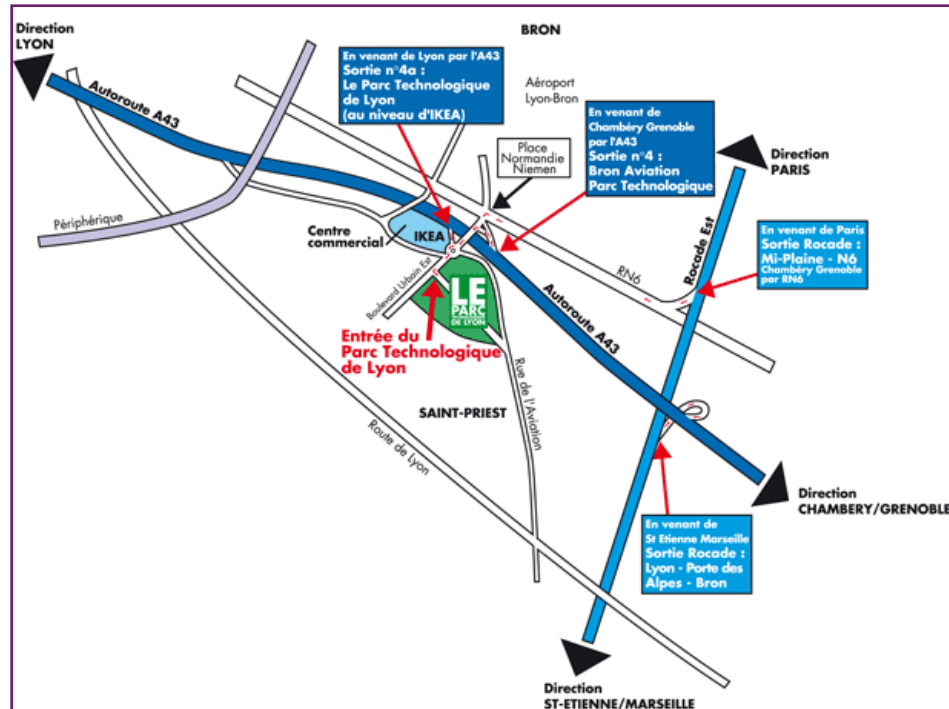 Direction
LYON
BRON
En venant de Lyon par l'A43
Sortie n°4a :
Le Parc Technologique
de Lyon
(au niveau d'IKEA)
Aéroport
Lyon-Bron
En venant de
Chambéry Grenoble
par l'A43
Sortie n°4 :
Bron Aviation
Parc Technologique
Autoroute A43
Place
Normandie
Niemen
Direction
PARIS
Périphérique
Centre
commercial
IKEA
Rocade Est
En venant de Paris
Sortie Rocade :
Mi-Plaine - N6
Chambéry Grenoble
par RN6
RN6
Boulevard Urbain Est
LE
PARC
DE LYON
Autoroute A43
Entrée du
Parc Technologique
de Lyon
Rue de l'Aviation
SAINT-PRIEST
Route de Lyon
Direction
CHAMBERY/GRENOBLE
En venant de
St Etienne Marseille
Sortie Rocade :
Lyon - Porte des
Alpes - Bron
Direction
ST-ETIENNE/MARSEILLE